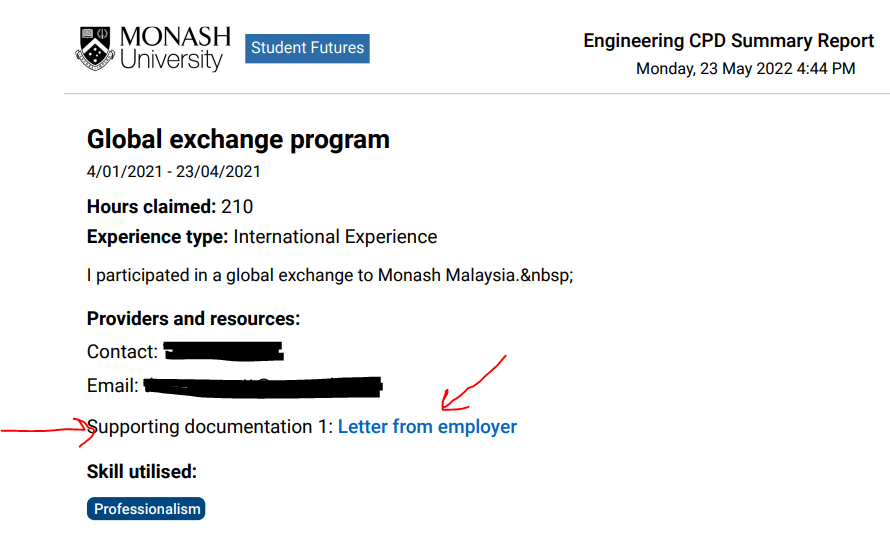 MONASH
University
Student Futures
Engineering CPD Summary Report
Monday, 23 May 2022 4:44 PM
Global exchange program
4/01/2021 - 23/04/2021
Hours claimed: 210
Experience type: International Experience
I participated in a global exchange to Monash Malaysia.&nbsp;
Providers and resources:
Contact:
Email:
Supporting documentation 1: Letter from employer
Skill utilised:
Professionalism